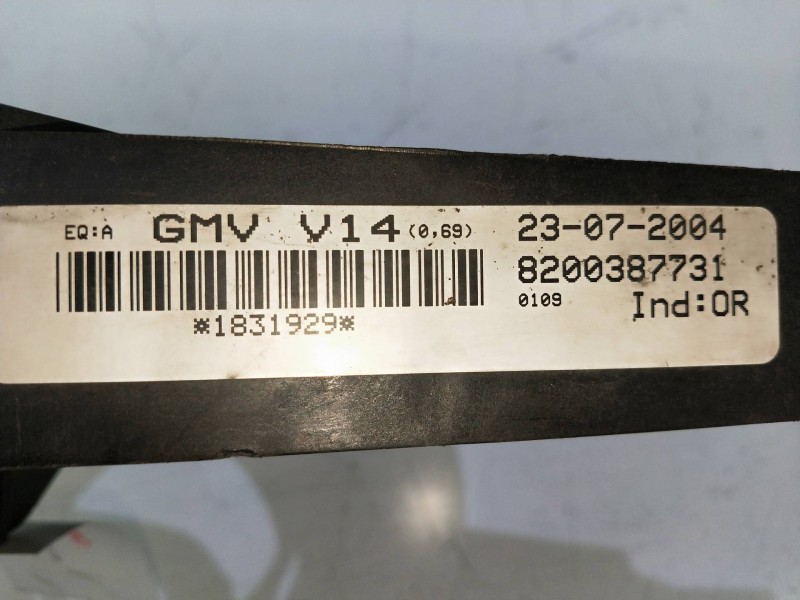 EQ:A GMV V14 (0,69) 23-07-2004
8200387731
0109 Ind:OR
*1831929*